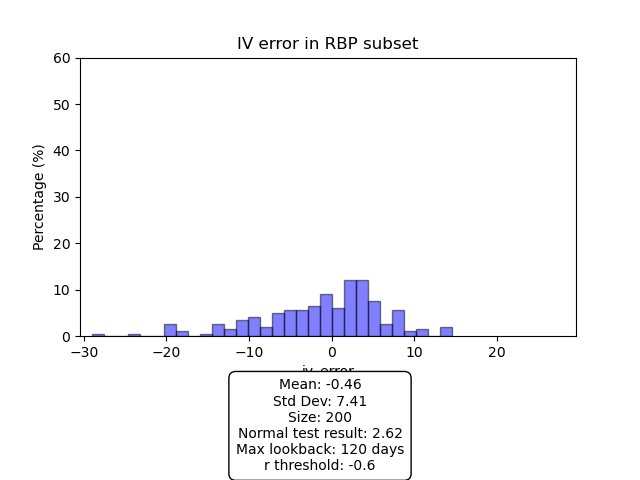 IV error in RBP subset
60
50
40
30
20
10
0
Percentage (%)
−30 −20 −10 0 10 20
iv_error
Mean: -0.46
Std Dev: 7.41
Size: 200
Normal test result: 2.62
Max lookback: 120 days
r threshold: -0.6